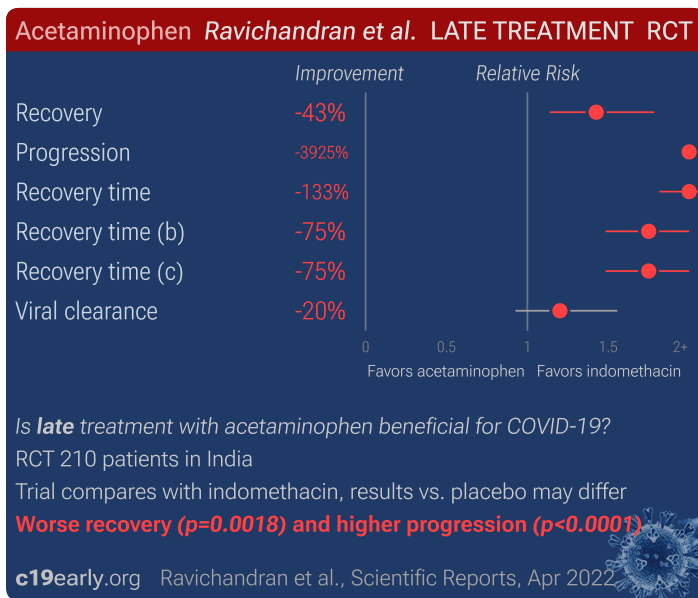 Acetaminophen Ravichandran et al. LATE TREATMENT RCT
Improvement Relative Risk
Recovery -43%
Progression -3925%
Recovery time -133%
Recovery time (b) -75%
Recovery time (c) -75%
Viral clearance -20%
0 0.5 1 1.5 2+
Favors acetaminophen Favors indomethacin
Is late treatment with acetaminophen beneficial for COVID-19?
RCT 210 patients in India
Trial compares with indomethacin, results vs. placebo may differ
Worse recovery (p=0.0018) and higher progression (p<0.0001)
c19early.org Ravichandran et al., Scientific Reports, Apr 2022